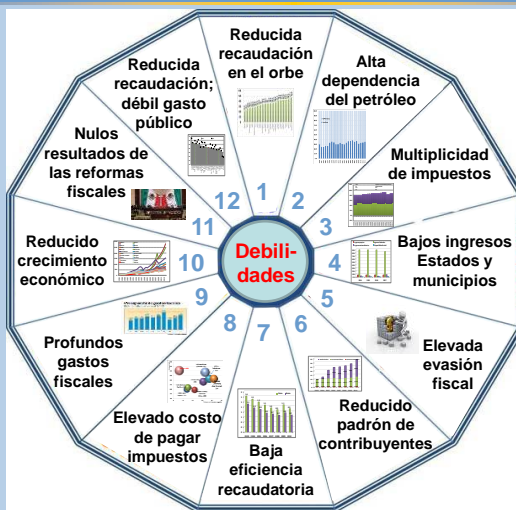 Debili-
dades
1
Reducida
recaudación
en el orbe
2
Alta
dependencia
del petróleo
3
Multiplicidad
de impuestos
4
Bajos ingresos
Estados y
municipios
5
Elevada
evasión
fiscal
6
Reducido
padrón de
contribuyentes
7
Baja
eficiencia
recaudatoria
8
Elevado costo
de pagar
impuestos
9
Profundos
gastos
fiscales
10
Reducido
crecimiento
económico
11
Nulos
resultados de
las reformas
fiscales
12
Reducida
recaudación;
débil gasto
público